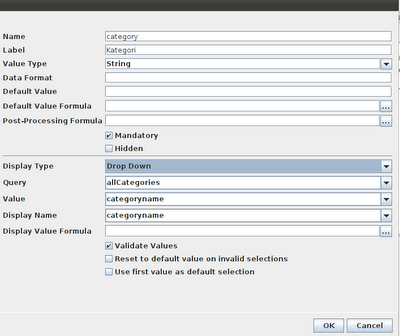 Name category
Label Kategori
Value Type String
Data Format
Default Value
Default Value Formula ...
Post-Processing Formula ...
Mandatory
Hidden
Display Type Drop Down
Query allCategories
Value categoryname
Display Name categoryname
Display Value Formula ...
Validate Values
Reset to default value on invalid selections
Use first value as default selection
OK Cancel